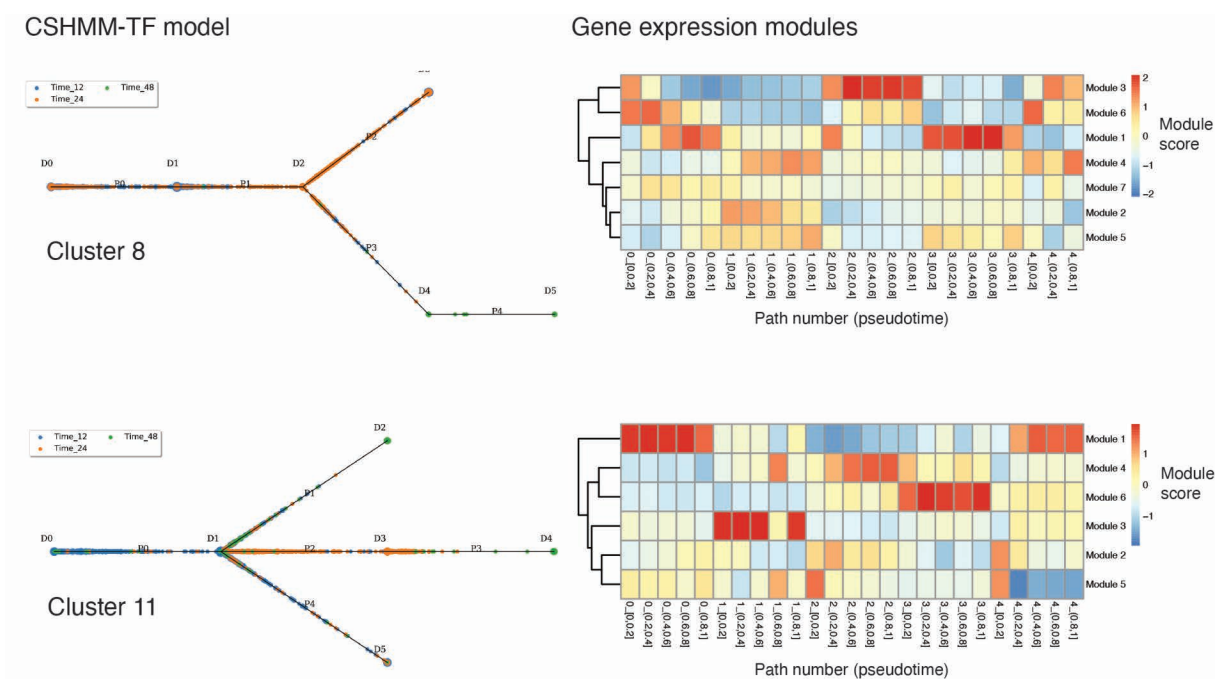 CSHMM-TF model
Gene expression modules
Time_12
Time_48
Time_24
P2
D0
D1
D2
P0
P1
P3
Cluster 8
D4
D5
P4
2
1
0
−1
−2
Module score
Module 3
Module 6
Module 1
Module 4
Module 7
Module 2
Module 5
0_[0,0.2]
0_(0.2,0.4]
0_(0.4,0.6]
0_(0.6,0.8]
0_(0.8,1]
1_[0,0.2]
1_(0.2,0.4]
1_(0.4,0.6]
1_(0.6,0.8]
1_(0.8,1]
2_[0,0.2]
2_(0.2,0.4]
2_(0.4,0.6]
2_(0.6,0.8]
2_(0.8,1]
3_[0,0.2]
3_(0.2,0.4]
3_(0.4,0.6]
3_(0.6,0.8]
3_(0.8,1]
4_[0,0.2]
4_(0.2,0.4]
4_(0.8,1]
Path number (pseudotime)
Time_12
Time_48
Time_24
D2
P1
D0
D1
D3
D4
P0
P2
P3
Cluster 11
P4
D5
1
0
−1
Module score
Module 1
Module 4
Module 6
Module 3
Module 2
Module 5
0_[0,0.2]
0_(0.2,0.4]
0_(0.4,0.6]
0_(0.6,0.8]
0_(0.8,1]
1_[0,0.2]
1_(0.2,0.4]
1_(0.4,0.6]
1_(0.6,0.8]
1_(0.8,1]
2_[0,0.2]
2_(0.2,0.4]
2_(0.4,0.6]
2_(0.6,0.8]
2_(0.8,1]
3_[0,0.2]
3_(0.2,0.4]
3_(0.4,0.6]
3_(0.6,0.8]
3_(0.8,1]
4_[0,0.2]
4_(0.2,0.4]
4_(0.4,0.6]
4_(0.6,0.8]
4_(0.8,1]
Path number (pseudotime)